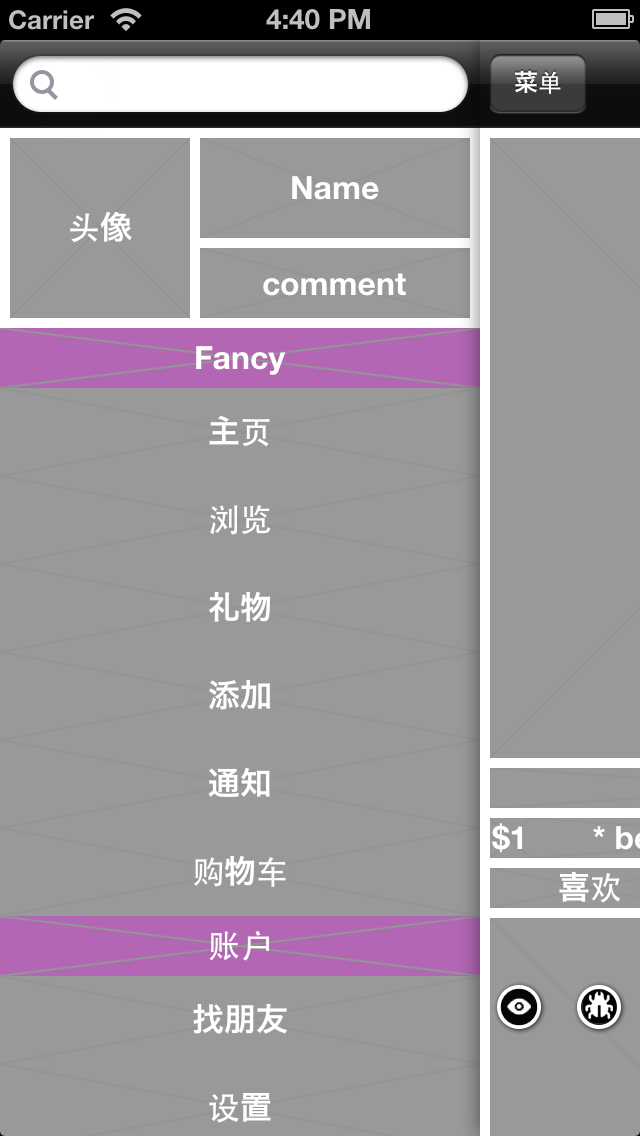 Carrier 4:40 PM
菜单
头像
Name
comment
Fancy
主页
浏览
礼物
添加
通知
购物车
账户
找朋友
设置
$1 * be
喜欢